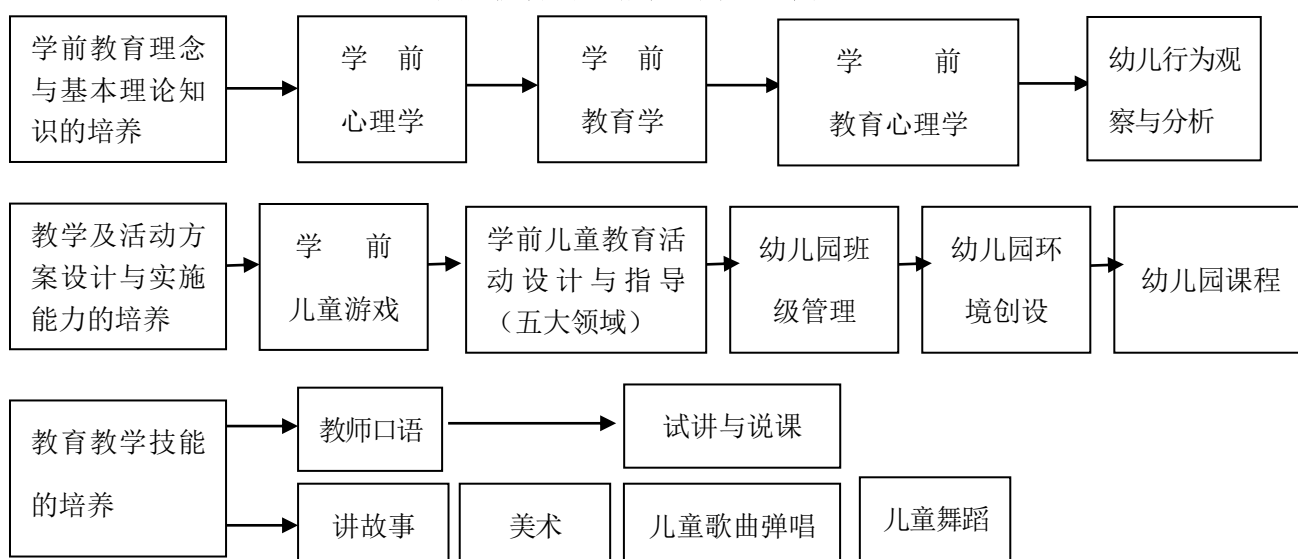 学前教育理念
与基本理论知
识的培养
学 前
心理学
学 前
教育学
学 前
教育心理学
幼儿行为观
察与分析
教学及活动方
案设计与实施
能力的培养
学 前
儿童游戏
学前儿童教育活
动设计与指导
（五大领域）
幼儿园班
级管理
幼儿园环
境创设
幼儿园课程
教育教学技能
的培养
教师口语
试讲与说课
讲故事
美术
儿童歌曲弹唱
儿童舞蹈